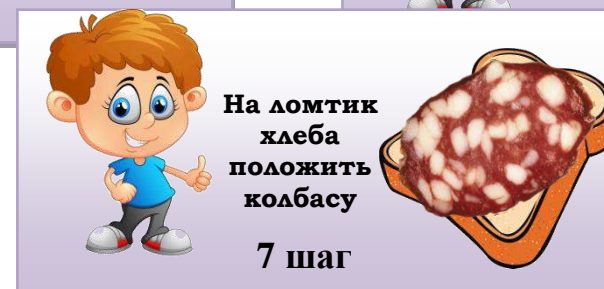 На ломтик
хлеба
положить
колбасу
7 шаг